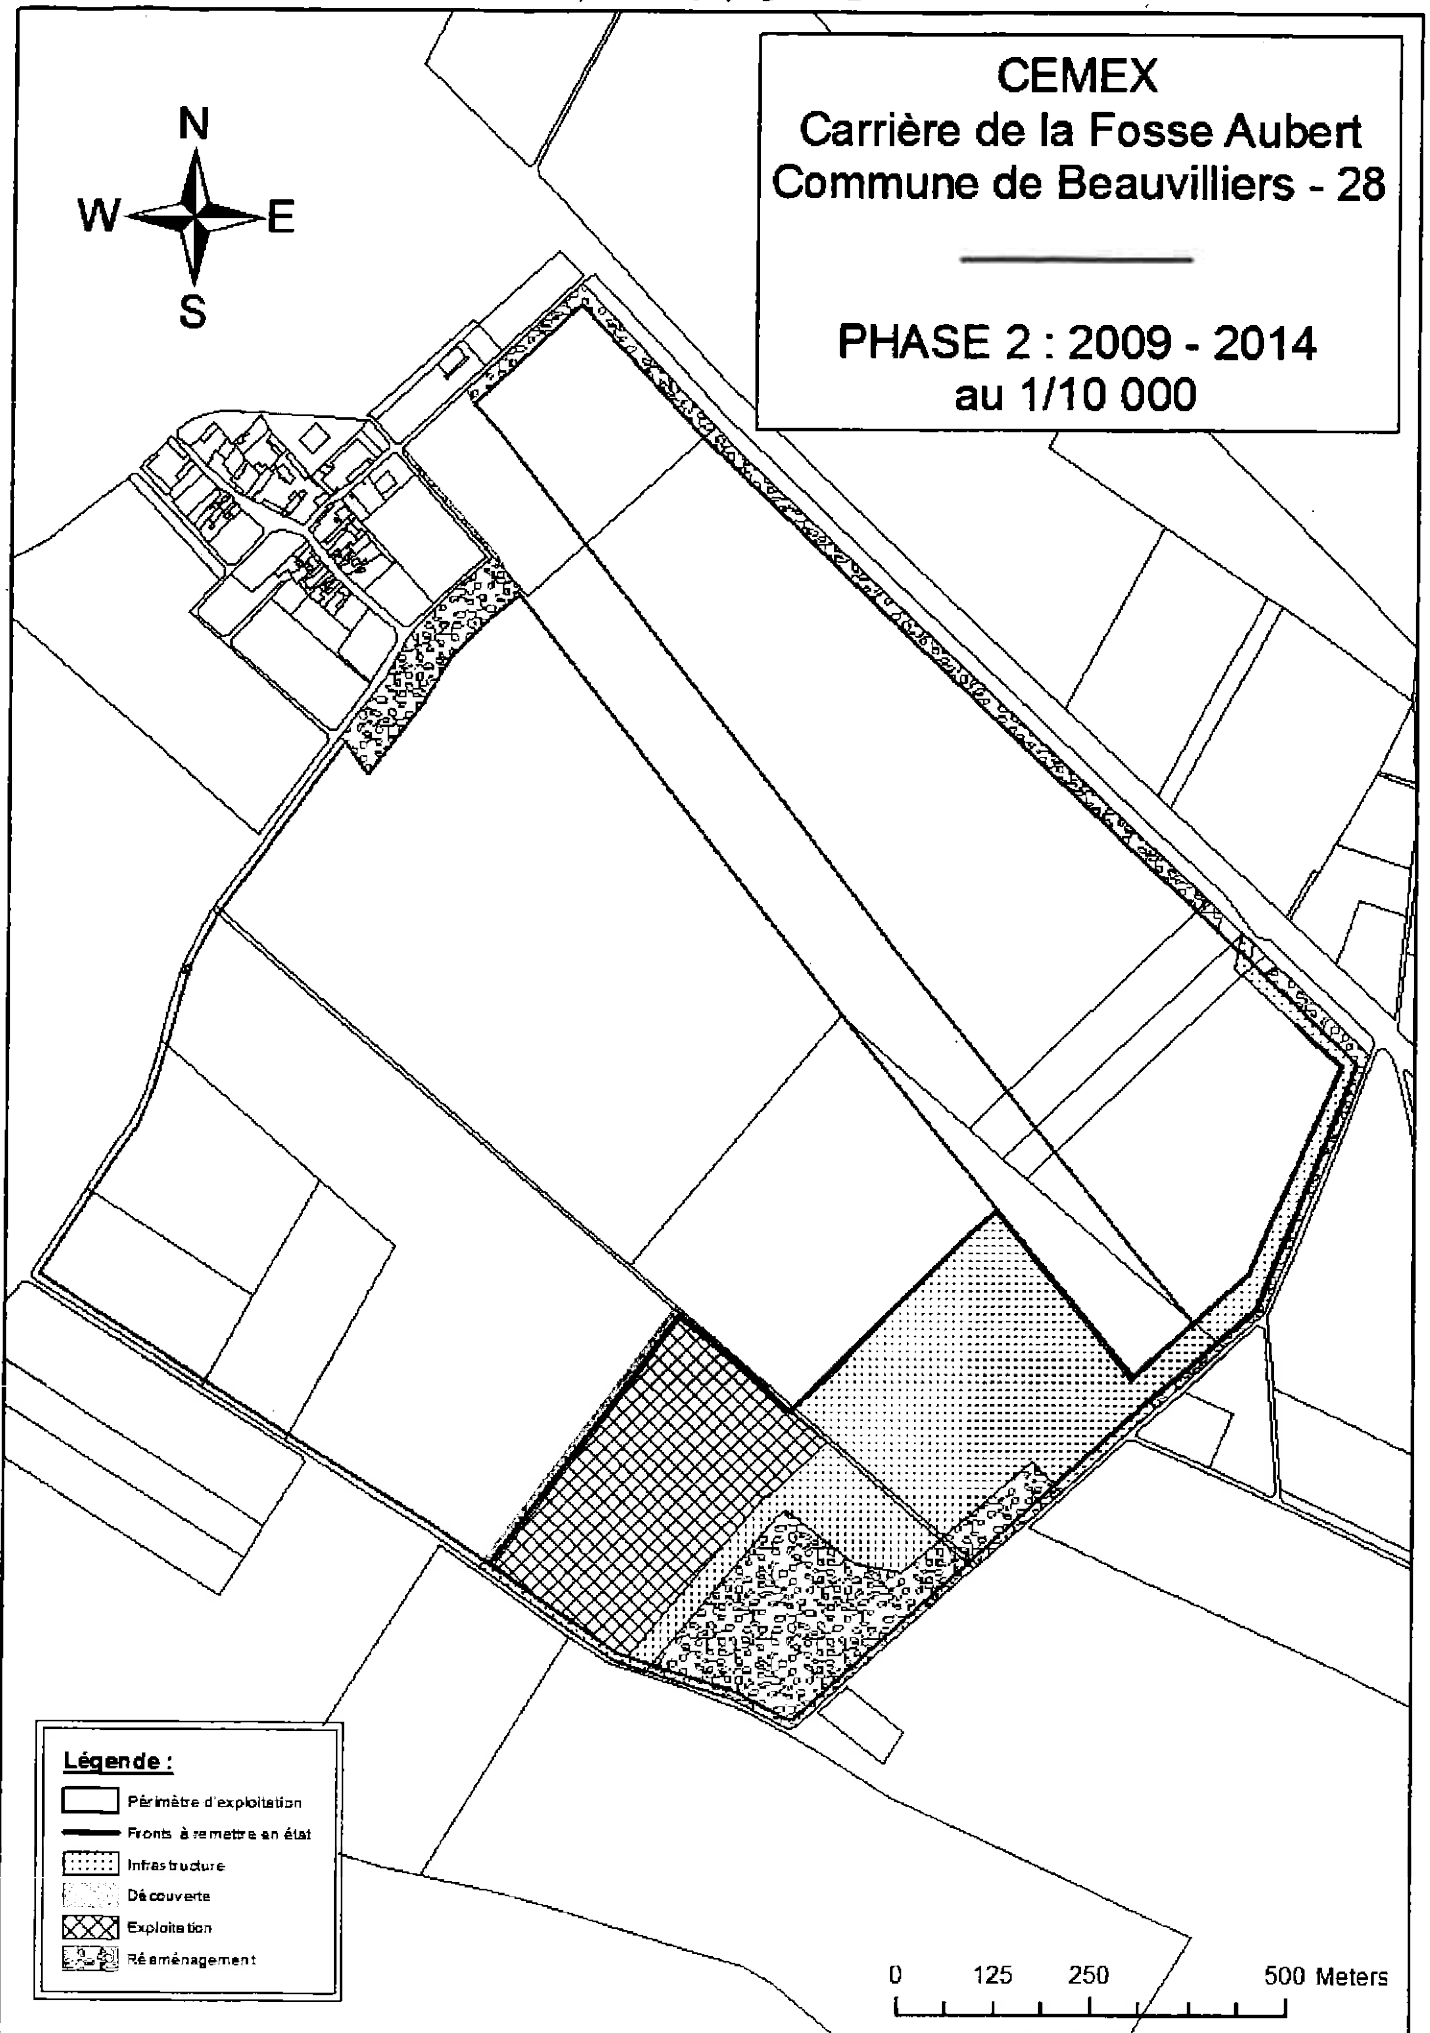 CEMEX
Carrière de la Fosse Aubert
Commune de Beauvilliers - 28
PHASE 2 : 2009 - 2014
au 1/10 000
N
W E
S
Légende :
Périmètre d'exploitation
Fronts à remettre en état
Infrastructure
Découverte
Exploitation
Réaménagement
0 125 250 500 Meters